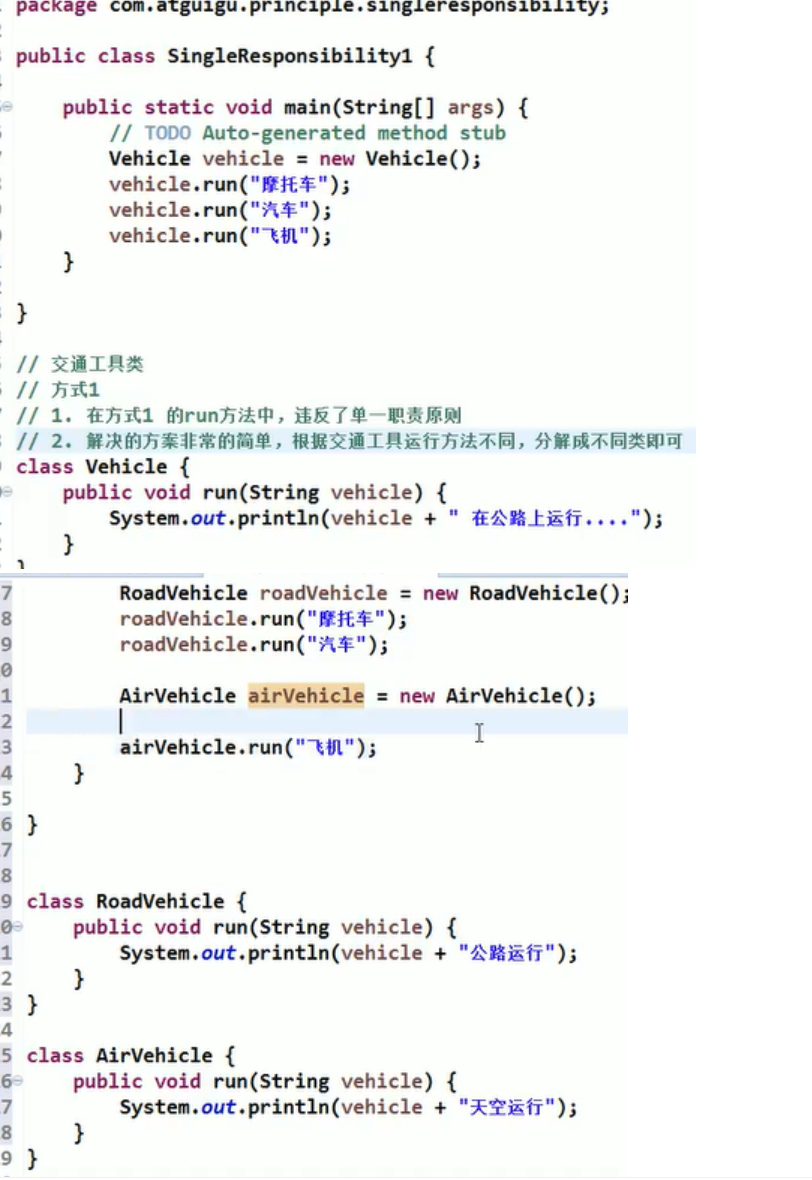 package com.atguigu.principle.singleresponsibility;
public class SingleResponsibility1 {
public static void main(String[] args) {
// TODO Auto-generated method stub
Vehicle vehicle = new Vehicle();
vehicle.run("摩托车");
vehicle.run("汽车");
vehicle.run("飞机");
}
}
// 交通工具类
// 方式1
// 1. 在方式1 的run方法中，违反了单一职责原则
// 2. 解决的方案非常的简单，根据交通工具运行方法不同，分解成不同类即可
class Vehicle {
public void run(String vehicle) {
System.out.println(vehicle + " 在公路上运行....");
}
7 RoadVehicle roadVehicle = new RoadVehicle();
8 roadVehicle.run("摩托车");
9 roadVehicle.run("汽车");
0
1 AirVehicle airVehicle = new AirVehicle();
2
3 airVehicle.run("飞机");
4 }
5
6 }
7
8
9 class RoadVehicle {
0 public void run(String vehicle) {
1 System.out.println(vehicle + "公路运行");
2 }
3 }
4
5 class AirVehicle {
6 public void run(String vehicle) {
7 System.out.println(vehicle + "天空运行");
8 }
9 }